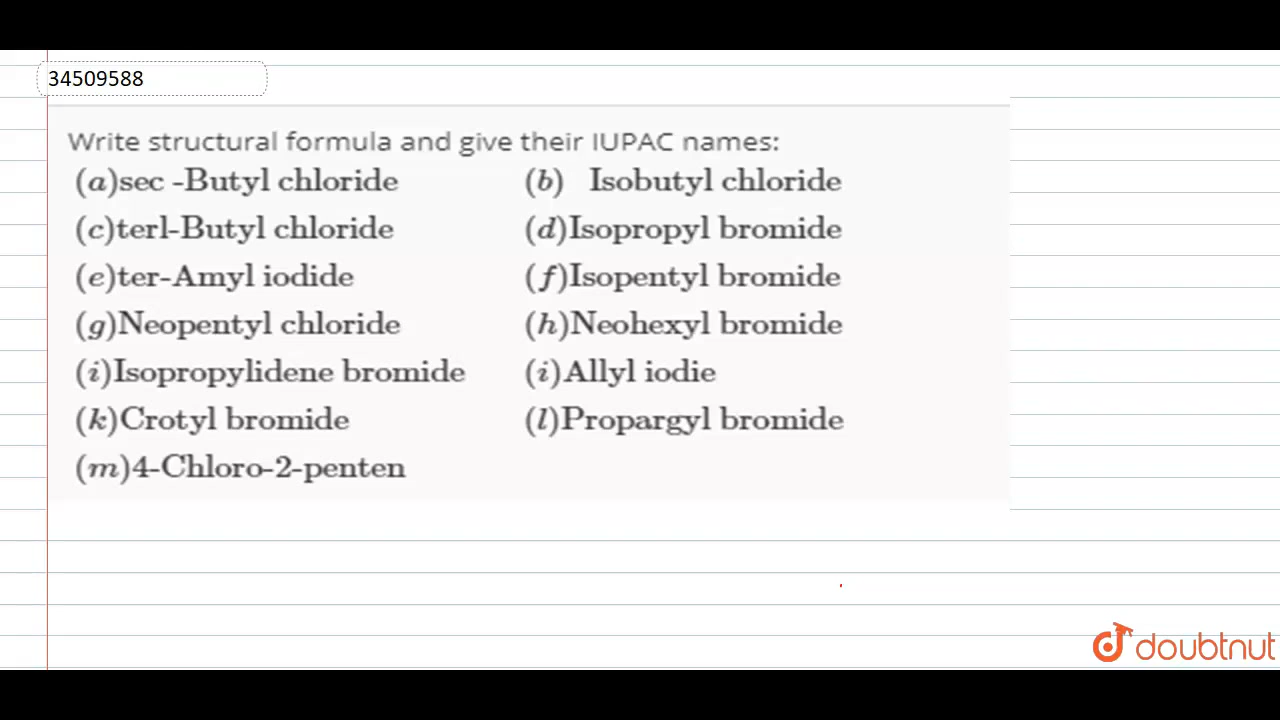 34509588
Write structural formula and give their IUPAC names:
(a)sec -Butyl chloride (b) Isobutyl chloride
(c)terl-Butyl chloride (d)Isopropyl bromide
(e)ter-Amyl iodide (f)Isopentyl bromide
(g)Neopentyl chloride (h)Neohexyl bromide
(i)Isopropylidene bromide (i)Allyl iodie
(k)Crotyl bromide (l)Propargyl bromide
(m)4-Chloro-2-penten
doubtnut